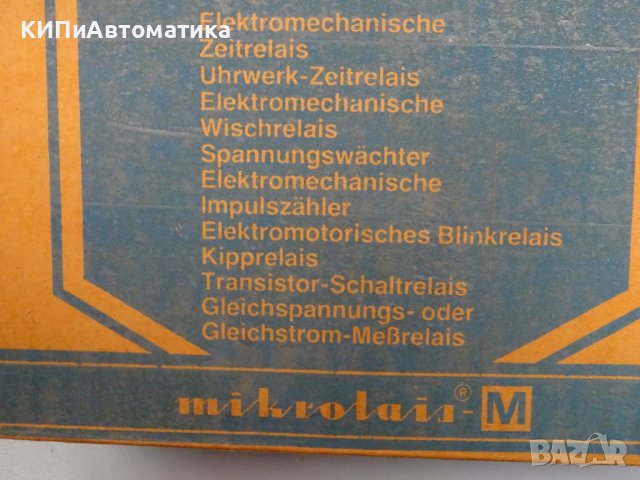 КИПиАвтоматика
Elektromechanische
Zeitrelais
Uhrwerk-Zeitrelais
Elektromechanische
Wischrelais
Spannungswächter
Elektromechanische
Impulszähler
Elektromotorisches Blinkrelais
Kipprelais
Transistor-Schaltrelais
Gleichspannungs- oder
Gleichstrom-Meßrelais
mikrolais®-M
BAZAR